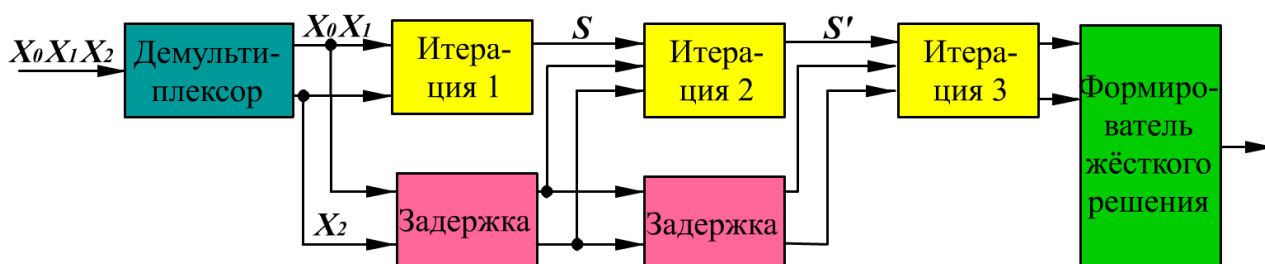 X₀X₁X₂
Демульти-
плексор
X₀X₁
X₂
Итера-
ция 1
S
Задержка
Итера-
ция 2
S'
Задержка
Итера-
ция 3
Формиро-
ватель
жёсткого
решения